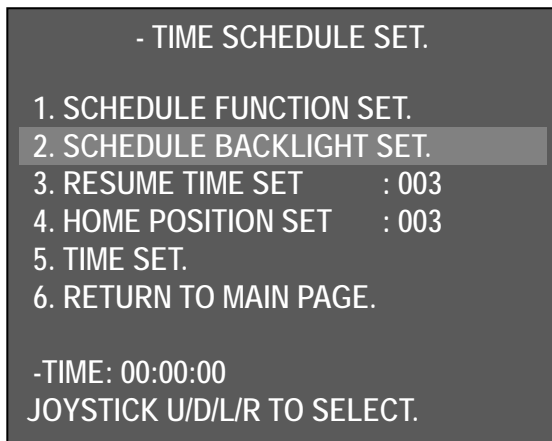 - TIME SCHEDULE SET.
1. SCHEDULE FUNCTION SET.
2. SCHEDULE BACKLIGHT SET.
3. RESUME TIME SET : 003
4. HOME POSITION SET : 003
5. TIME SET.
6. RETURN TO MAIN PAGE.
-TIME: 00:00:00
JOYSTICK U/D/L/R TO SELECT.